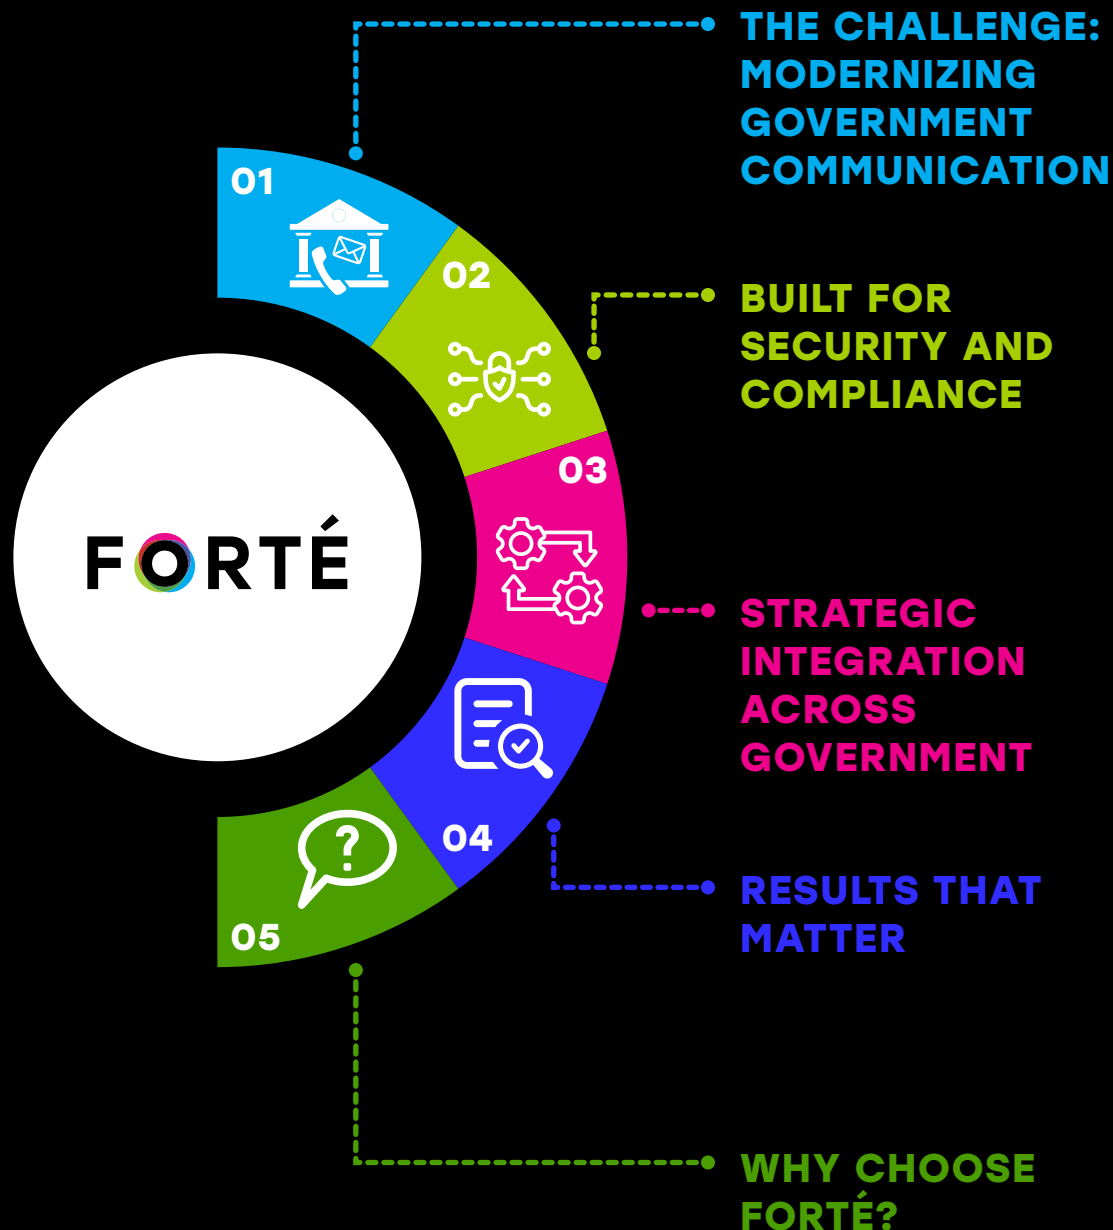 THE CHALLENGE:
MODERNIZING
GOVERNMENT
COMMUNICATION
01
02
BUILT FOR
SECURITY AND
COMPLIANCE
03
FORTÉ
STRATEGIC
INTEGRATION
ACROSS
GOVERNMENT
04
RESULTS THAT
MATTER
?
05
WHY CHOOSE
FORTÉ?